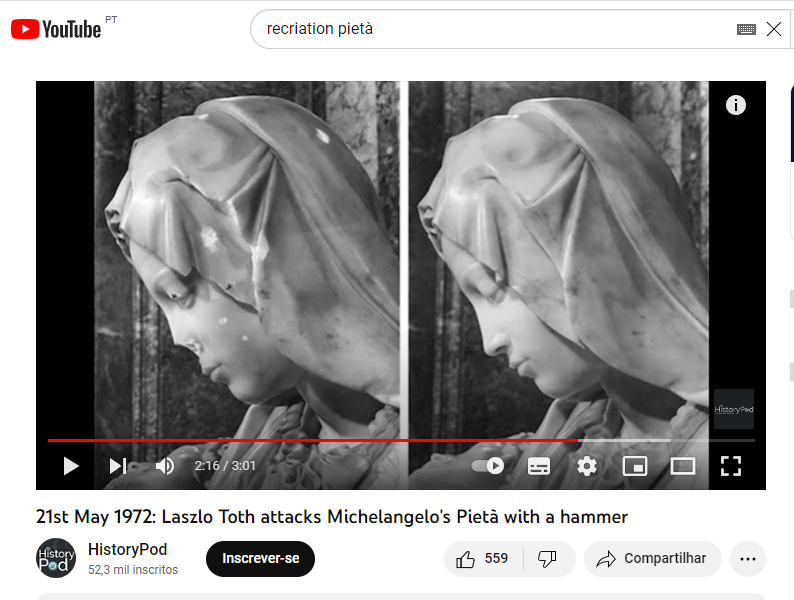 YouTube PT
recriation pietà
i
HistoryPod
2:16 / 3:01
21st May 1972: Laszlo Toth attacks Michelangelo's Pietà with a hammer
History
Pod
HistoryPod
52,3 mil inscritos
Inscrever-se
559
Compartilhar